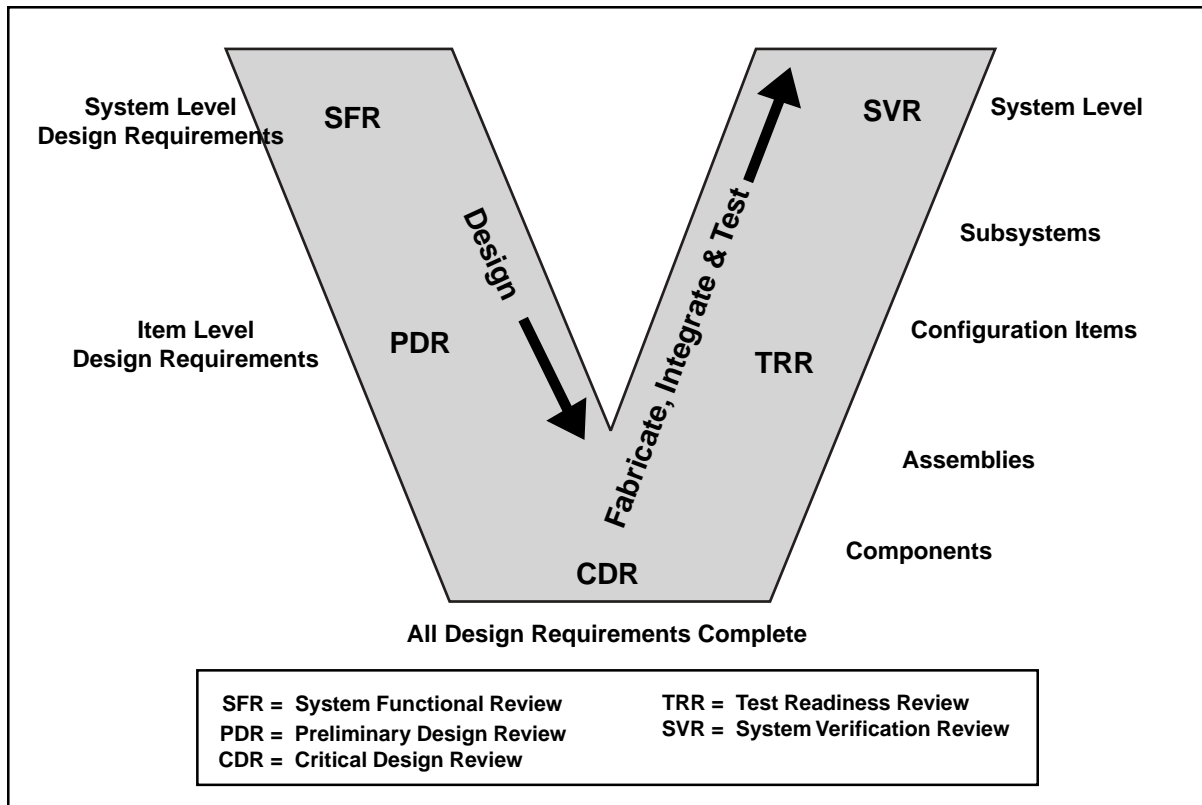 System Level
Design Requirements
SFR
SVR
System Level
Design
Fabricate, Integrate & Test
Subsystems
Item Level
Design Requirements
PDR
TRR
Configuration Items
Assemblies
Components
CDR
All Design Requirements Complete
SFR = System Functional Review
PDR = Preliminary Design Review
CDR = Critical Design Review
TRR = Test Readiness Review
SVR = System Verification Review